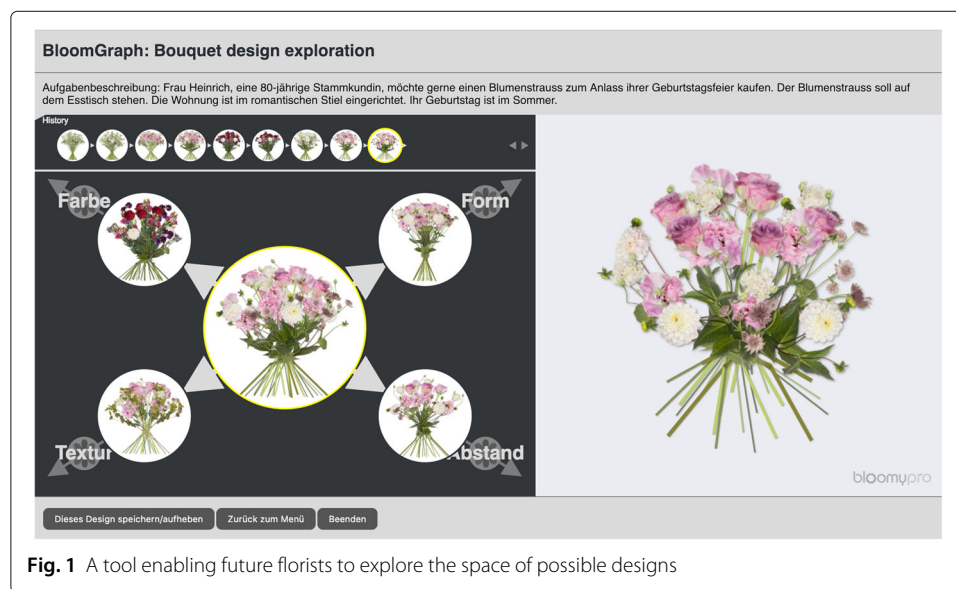 BloomGraph: Bouquet design exploration
Aufgabenbeschreibung: Frau Heinrich, eine 80-jährige Stammkundin, möchte gerne einen Blumenstrauss zum Anlass ihrer Geburtstagsfeier kaufen. Der Blumenstrauss soll auf
dem Esstisch stehen. Die Wohnung ist im romantischen Stiel eingerichtet. Ihr Geburtstag ist im Sommer.
History
Farbe
Form
Textur
Abstand
bloomypro
Dieses Design speichern/aufheben Zurück zum Menü Beenden
Fig. 1 A tool enabling future florists to explore the space of possible designs